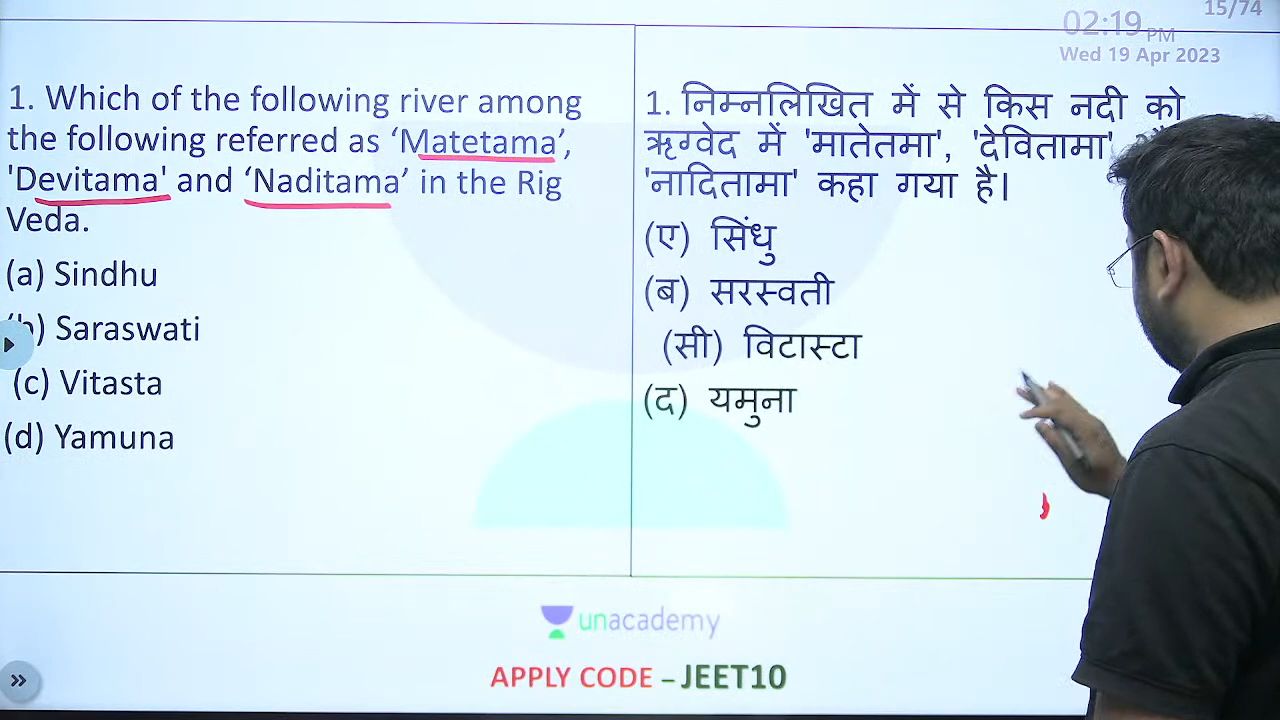 15/74
02:19 PM
Wed 19 Apr 2023
1. Which of the following river among
the following referred as ‘Matetama’,
'Devitama' and ‘Naditama’ in the Rig
Veda.
(a) Sindhu
(b) Saraswati
(c) Vitasta
(d) Yamuna
1. निम्नलिखित में से किस नदी को
ऋग्वेद में 'मातेतमा', 'देवितामा'
'नादितामा' कहा गया है।
(ए) सिंधु
(ब) सरस्वती
(सी) विटास्टा
(द) यमुना
unacademy
APPLY CODE – JEET10